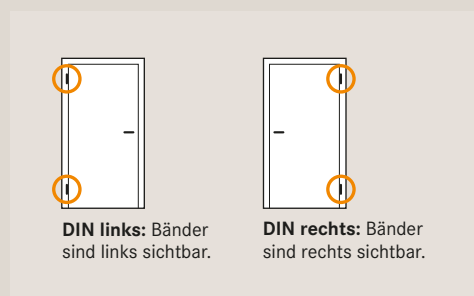 DIN links: Bänder
sind links sichtbar.
DIN rechts: Bänder
sind rechts sichtbar.